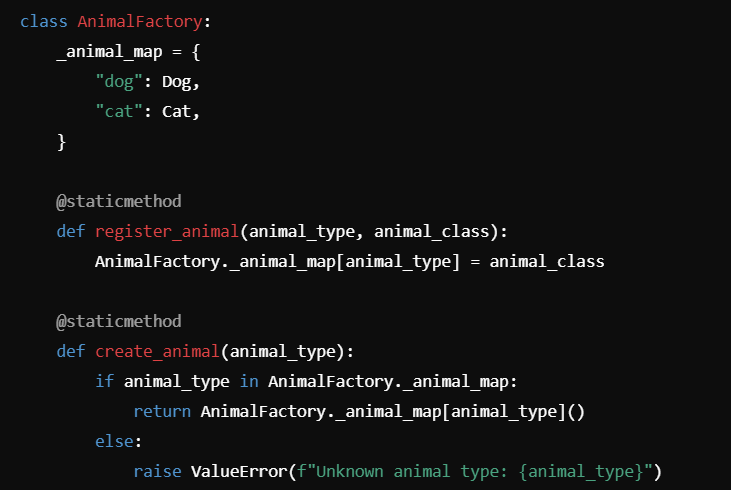 class AnimalFactory:
    _animal_map = {
        "dog": Dog,
        "cat": Cat,
    }

    @staticmethod
    def register_animal(animal_type, animal_class):
        AnimalFactory._animal_map[animal_type] = animal_class

    @staticmethod
    def create_animal(animal_type):
        if animal_type in AnimalFactory._animal_map:
            return AnimalFactory._animal_map[animal_type]()
        else:
            raise ValueError(f"Unknown animal type: {animal_type}")